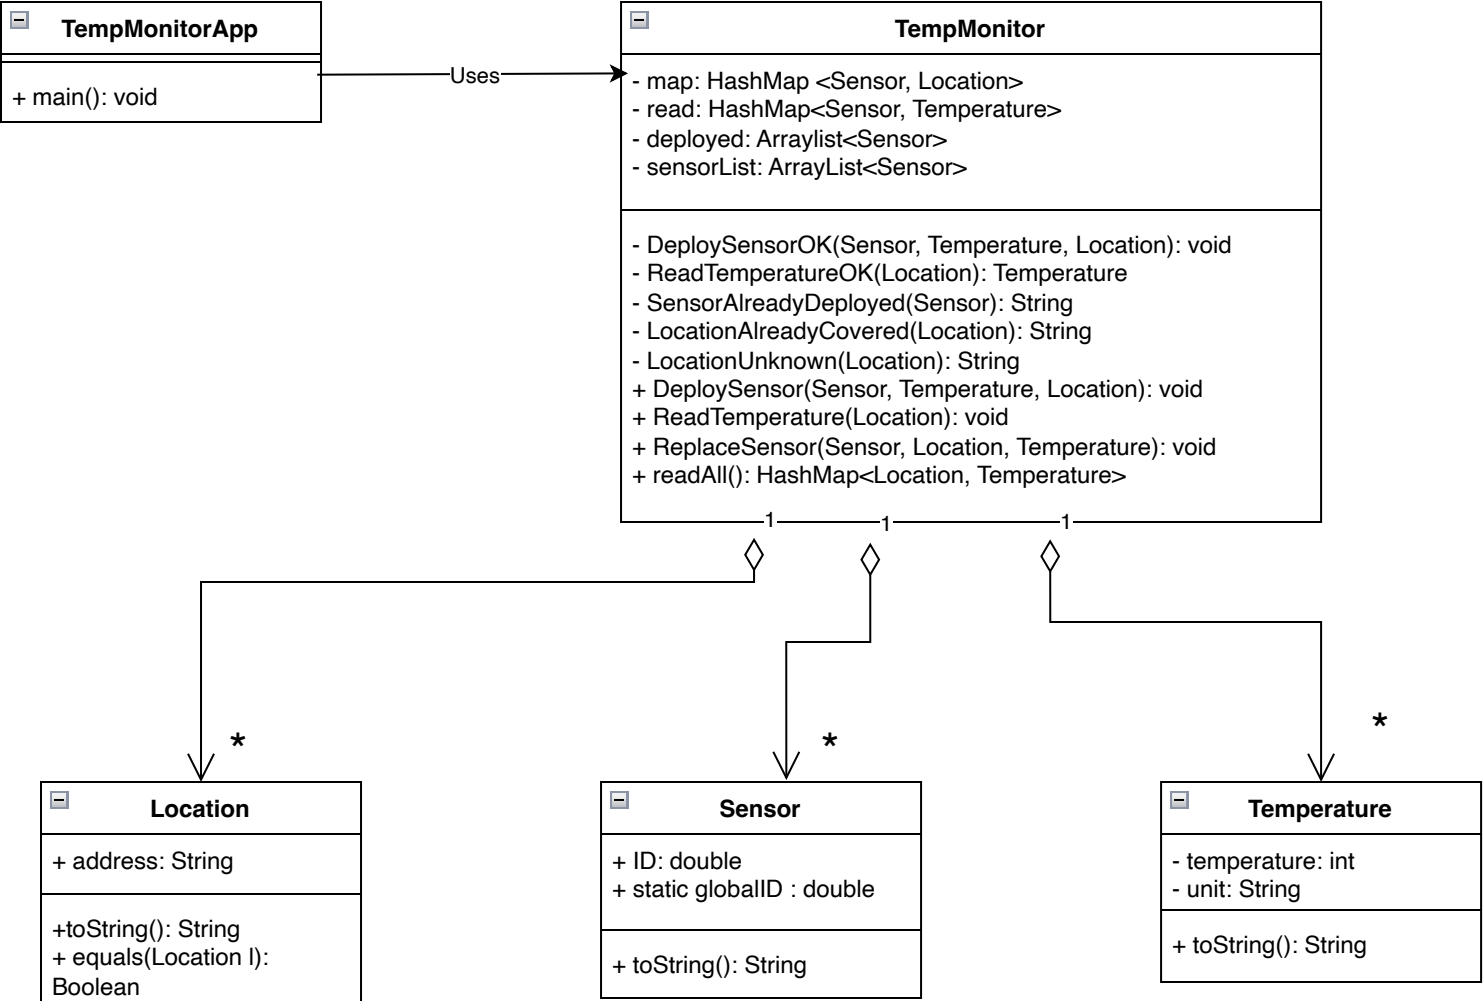 TempMonitorApp
+ main(): void
Uses
TempMonitor
- map: HashMap <Sensor, Location>
- read: HashMap<Sensor, Temperature>
- deployed: Arraylist<Sensor>
- sensorList: ArrayList<Sensor>
- DeploySensorOK(Sensor, Temperature, Location): void
- ReadTemperatureOK(Location): Temperature
- SensorAlreadyDeployed(Sensor): String
- LocationAlreadyCovered(Location): String
- LocationUnknown(Location): String
+ DeploySensor(Sensor, Temperature, Location): void
+ ReadTemperature(Location): void
+ ReplaceSensor(Sensor, Location, Temperature): void
+ readAll(): HashMap<Location, Temperature>
1
1
1
*
*
*
Location
+ address: String
+toString(): String
+ equals(Location l):
Boolean
Sensor
+ ID: double
+ static globalID : double
+ toString(): String
Temperature
- temperature: int
- unit: String
+ toString(): String